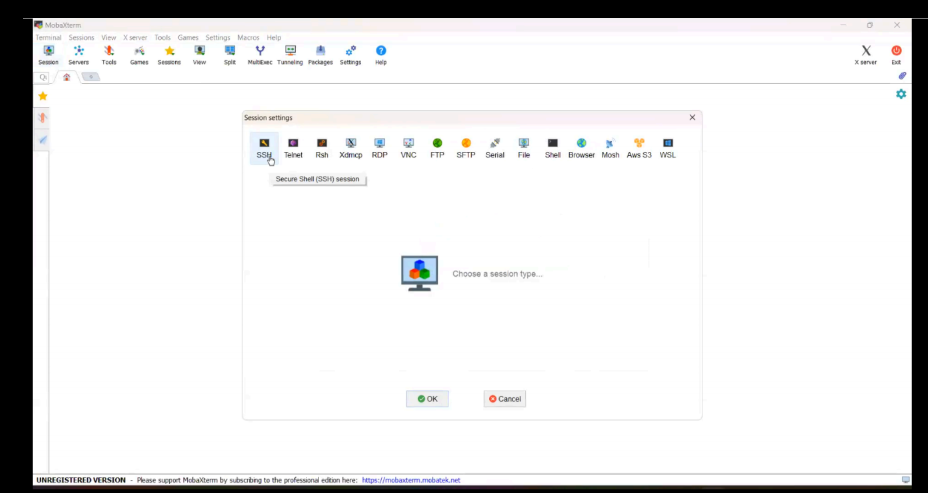 MobaXterm
Terminal Sessions View X server Tools Games Settings Macros Help
Session Servers Tools Games Sessions View Split MultiExec Tunneling Packages Settings Help X server Exit
Session settings
SSH Telnet Rsh Xdmcp RDP VNC FTP SFTP Serial File Shell Browser Mosh Aws S3 WSL
Secure Shell (SSH) session
Choose a session type...
OK Cancel
UNREGISTERED VERSION - Please support MobaXterm by subscribing to the professional edition here: https://mobaxterm.mobatek.net